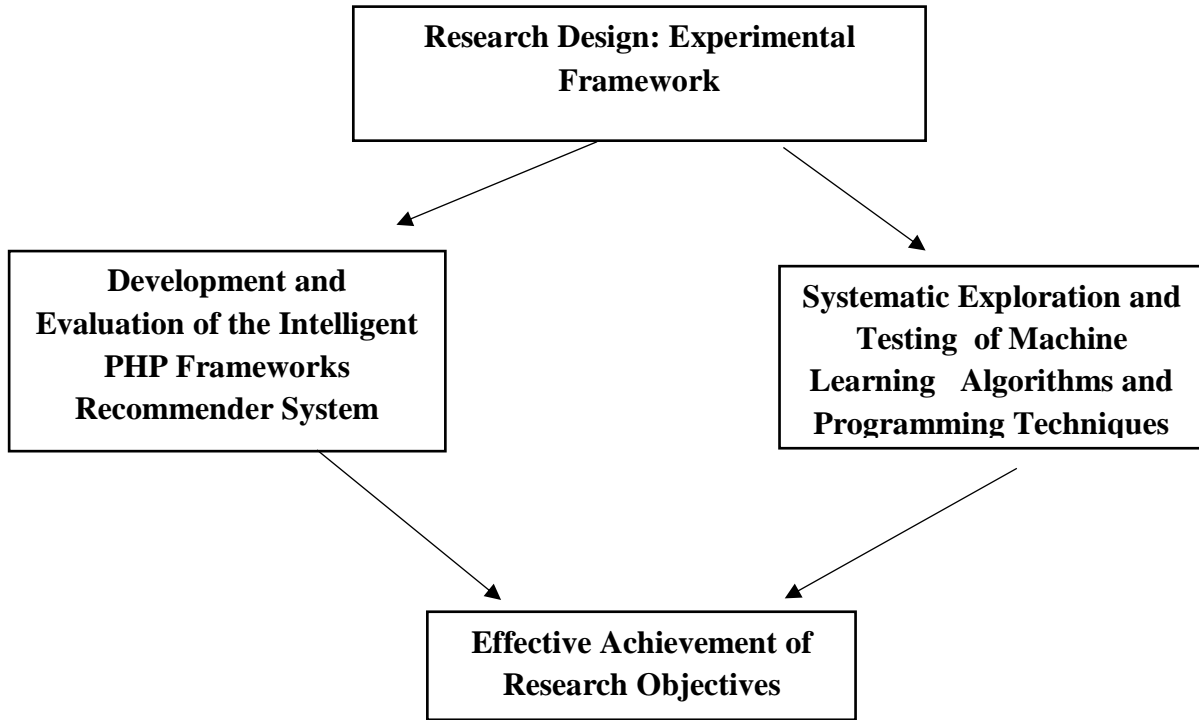 Research Design: Experimental
Framework
Development and
Evaluation of the Intelligent
PHP Frameworks
Recommender System
Systematic Exploration and
Testing of Machine
Learning Algorithms and
Programming Techniques
Effective Achievement of
Research Objectives